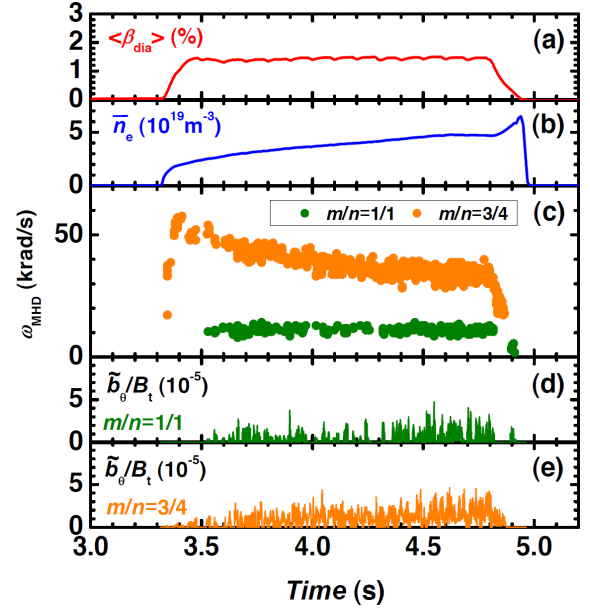 <β_dia> (%)
(a)
3
2
1
0
n̅_e (10^19 m^-3)
(b)
5
0
m/n=1/1
m/n=3/4
(c)
50
0
ω_MHD (krad/s)
b̃_θ/B_t (10^-5)
(d)
m/n=1/1
5
0
b̃_θ/B_t (10^-5)
(e)
m/n=3/4
5
0
3.0 3.5 4.0 4.5 5.0
Time (s)